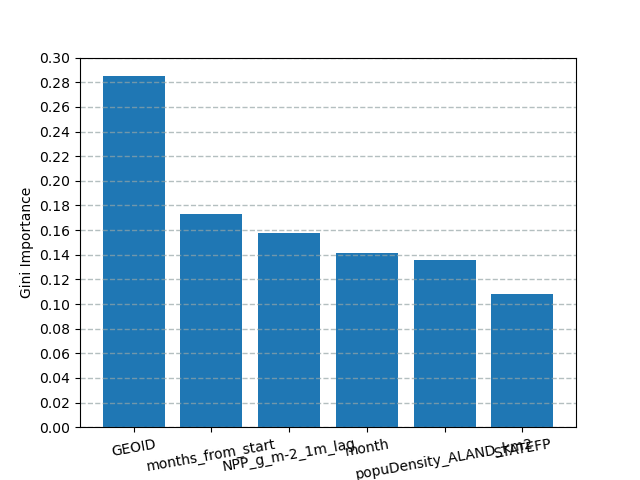 0.30
0.28
0.26
0.24
0.22
0.20
0.18
0.16
0.14
0.12
0.10
0.08
0.06
0.04
0.02
0.00
Gini Importance
GEOID
months_from_start
NPP_g_m-2_1m_lag
month
popuDensity_ALAND_km2
STATEFP